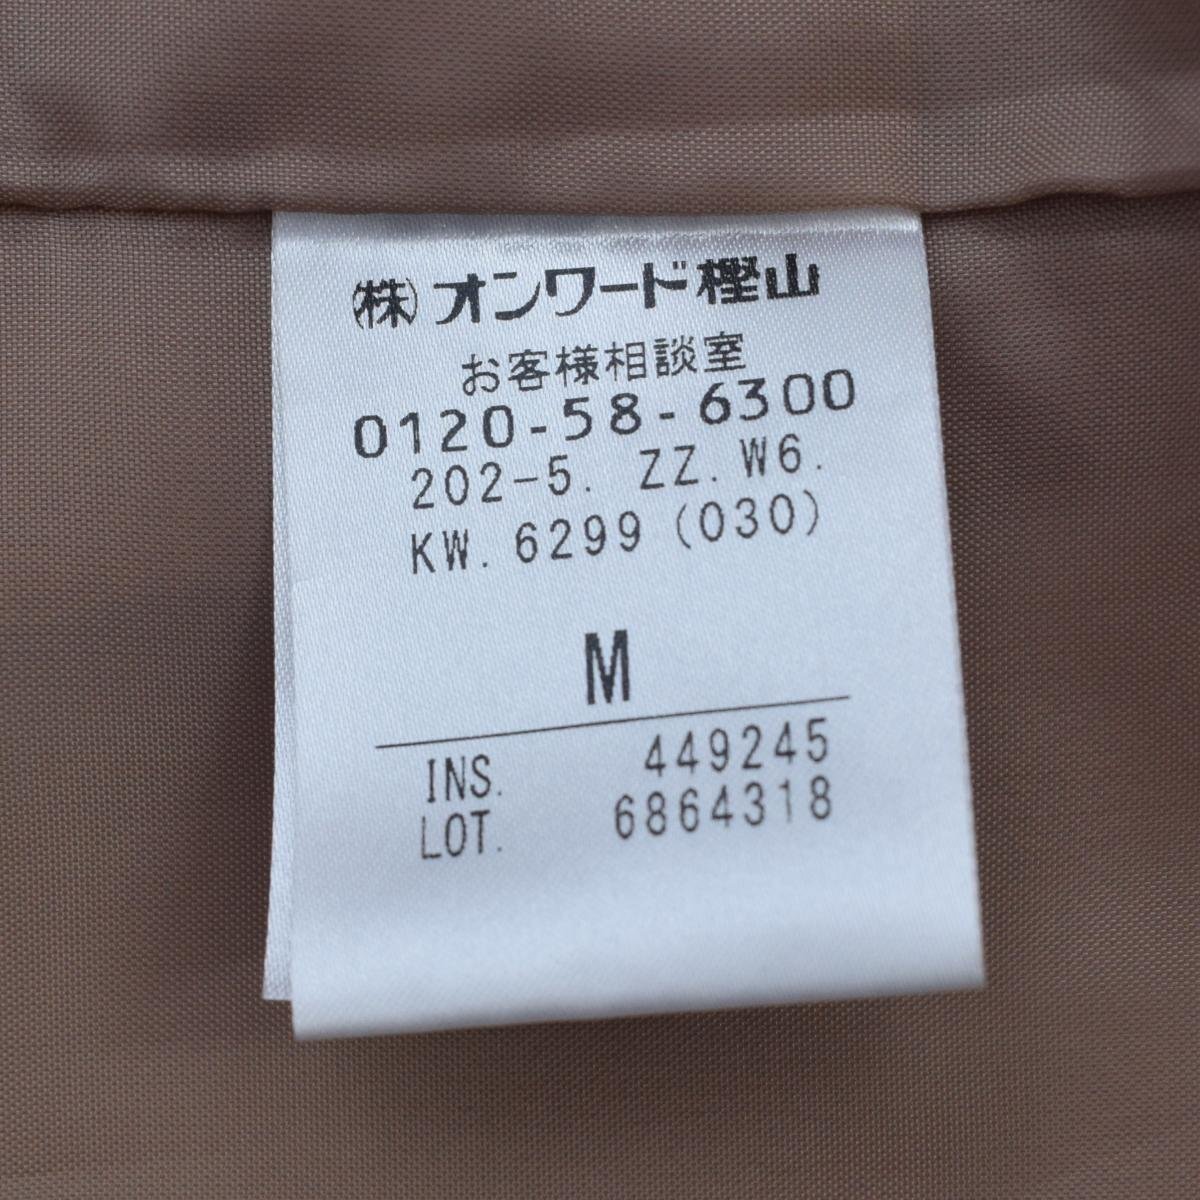 (株)オンワード樫山
お客様相談室
0120-58-6300
202-5. ZZ. W6.
KW. 6299 (030)
M
INS. 449245
LOT. 6864318